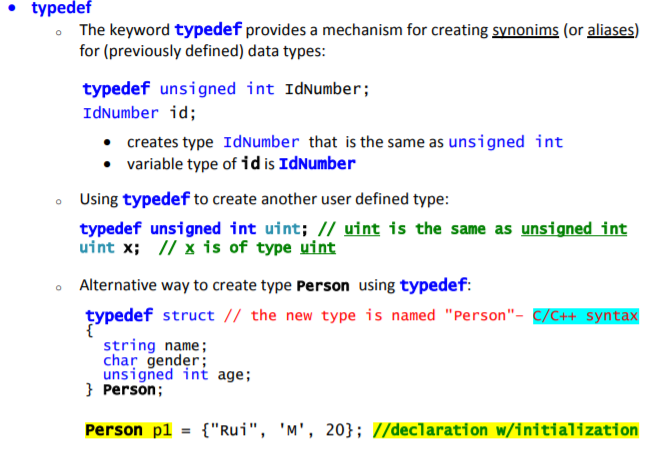 • typedef
o The keyword typedef provides a mechanism for creating synonims (or aliases)
for (previously defined) data types:
typedef unsigned int IdNumber;
IdNumber id;
• creates type IdNumber that is the same as unsigned int
• variable type of id is IdNumber
o Using typedef to create another user defined type:
typedef unsigned int uint; // uint is the same as unsigned int
uint x; // x is of type uint
o Alternative way to create type Person using typedef:
typedef struct // the new type is named "Person"- C/C++ syntax
{
string name;
char gender;
unsigned int age;
} Person;
Person p1 = {"Rui", 'M', 20}; //declaration w/initialization